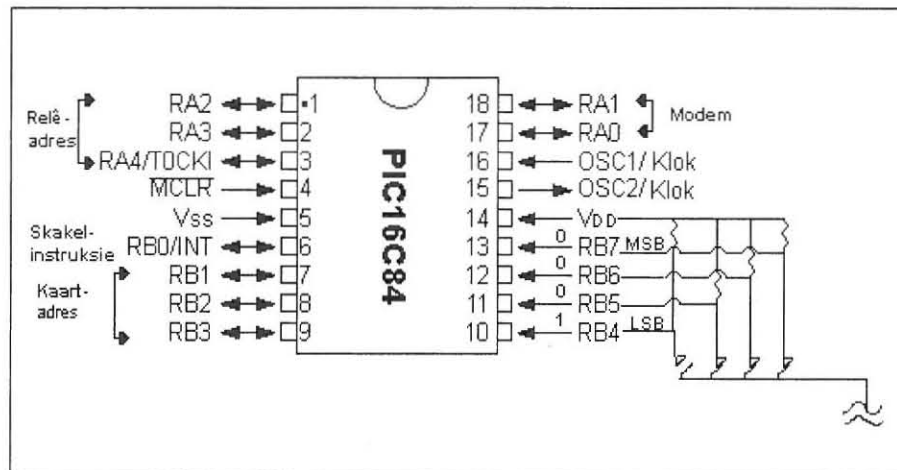 Relê-
adres
Skakel-
instruksie
Kaart-
adres
RA2
RA3
RA4/TOCKI
MCLR
Vss
RB0/INT
RB1
RB2
RB3
•1
2
3
4
5
6
7
8
9
PIC16C84
18
17
16
15
14
13
12
11
10
RA1
RA0
OSC1/ Klok
OSC2/ Klok
VDD
0 RB7 MSB
0 RB6
0 RB5
1 RB4 LSB
Modem